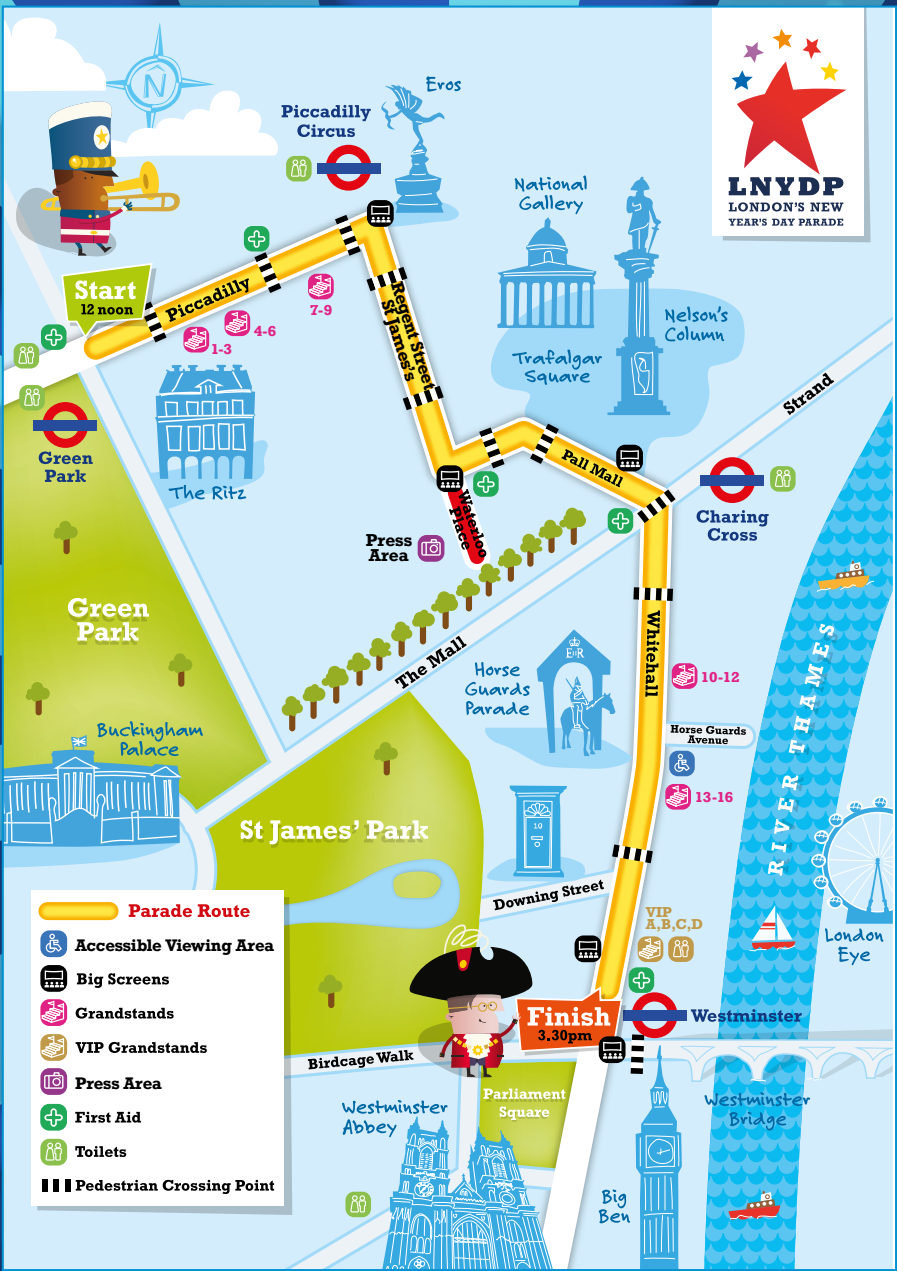 N
Eros
Piccadilly
Circus
LNYDP
LONDON'S NEW
YEAR'S DAY PARADE
National
Gallery
Start
12 noon
Piccadilly
1-3
4-6
7-9
Regent Street
St James's
Nelson's
Column
Trafalgar
Square
Strand
Green
Park
The Ritz
Pall Mall
Charing
Cross
Waterloo
Place
Press
Area
Green
Park
The Mall
Whitehall
10-12
Horse
Guards
Parade
EIIR
Horse Guards
Avenue
13-16
RIVER THAMES
Buckingham
Palace
St James' Park
10
Downing Street
VIP
A,B,C,D
London
Eye
Parade Route
Accessible Viewing Area
Big Screens
Grandstands
VIP Grandstands
Press Area
First Aid
Toilets
Pedestrian Crossing Point
Finish
3.30pm
Westminster
Birdcage Walk
Parliament
Square
Westminster
Abbey
Westminster
Bridge
Big
Ben